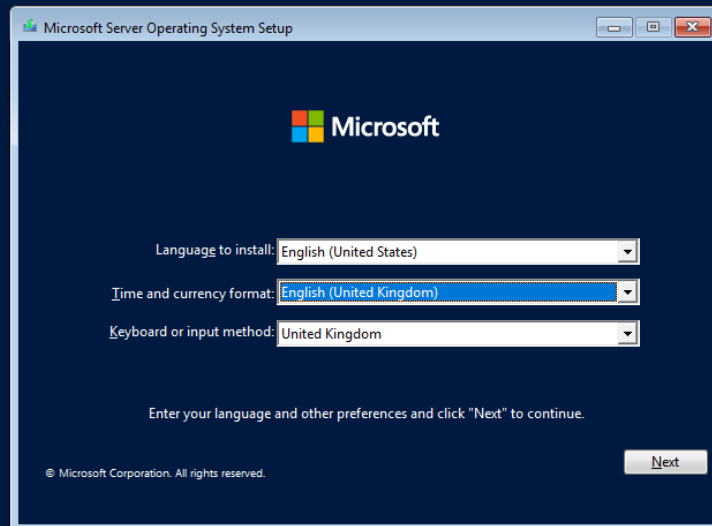 Microsoft Server Operating System Setup
Microsoft
Language to install: English (United States)
Time and currency format: English (United Kingdom)
Keyboard or input method: United Kingdom
Enter your language and other preferences and click "Next" to continue.
Next
© Microsoft Corporation. All rights reserved.